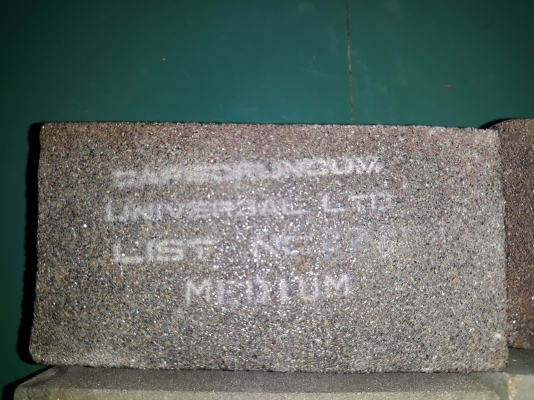 CARBORUNDUM
UNIVERSAL LTD
LIST NO
MEDIUM